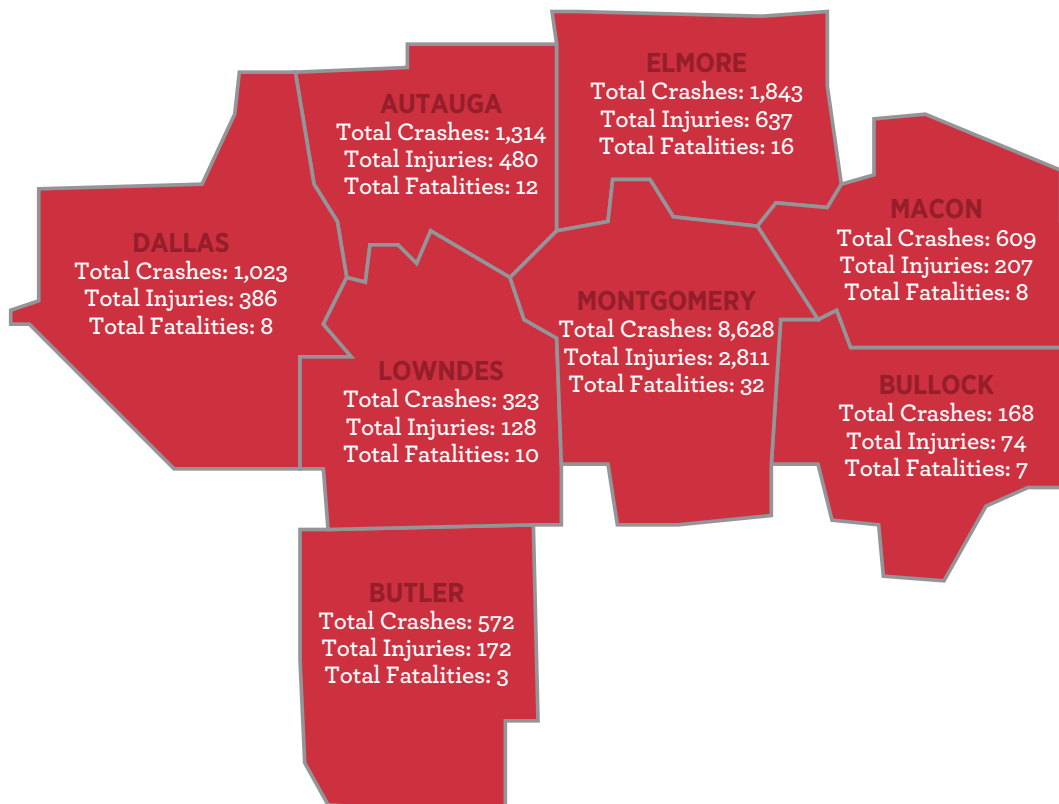 ELMORE
Total Crashes: 1,843
Total Injuries: 637
Total Fatalities: 16
AUTAUGA
Total Crashes: 1,314
Total Injuries: 480
Total Fatalities: 12
MACON
Total Crashes: 609
Total Injuries: 207
Total Fatalities: 8
DALLAS
Total Crashes: 1,023
Total Injuries: 386
Total Fatalities: 8
MONTGOMERY
Total Crashes: 8,628
Total Injuries: 2,811
Total Fatalities: 32
LOWNDES
Total Crashes: 323
Total Injuries: 128
Total Fatalities: 10
BULLOCK
Total Crashes: 168
Total Injuries: 74
Total Fatalities: 7
BUTLER
Total Crashes: 572
Total Injuries: 172
Total Fatalities: 3